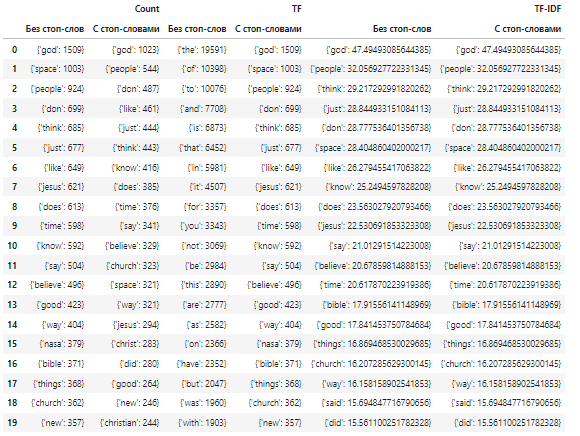 Count TF TF-IDF
Без стоп-слов С стоп-словами Без стоп-слов С стоп-словами Без стоп-слов С стоп-словами
0 {'god': 1509} {'god': 1023} {'the': 19591} {'god': 1509} {'god': 47.49493085644385} {'god': 47.49493085644385}
1 {'space': 1003} {'people': 544} {'of': 10398} {'space': 1003} {'people': 32.056927722331345} {'people': 32.056927722331345}
2 {'people': 924} {'don': 487} {'to': 10076} {'people': 924} {'think': 29.217292991820262} {'think': 29.217292991820262}
3 {'don': 699} {'like': 461} {'and': 7708} {'don': 699} {'just': 28.844933151084113} {'just': 28.844933151084113}
4 {'think': 685} {'just': 444} {'is': 6873} {'think': 685} {'don': 28.777536401356738} {'don': 28.777536401356738}
5 {'just': 677} {'think': 443} {'that': 6452} {'just': 677} {'space': 28.404860402000217} {'space': 28.404860402000217}
6 {'like': 649} {'know': 416} {'in': 5981} {'like': 649} {'like': 26.279455417063822} {'like': 26.279455417063822}
7 {'jesus': 621} {'does': 385} {'it': 4507} {'jesus': 621} {'know': 25.2494597828208} {'know': 25.2494597828208}
8 {'does': 613} {'time': 376} {'for': 3357} {'does': 613} {'does': 23.563027920793466} {'does': 23.563027920793466}
9 {'time': 598} {'say': 341} {'you': 3343} {'time': 598} {'jesus': 22.530691853323308} {'jesus': 22.530691853323308}
10 {'know': 592} {'believe': 329} {'not': 3069} {'know': 592} {'say': 21.01291514223008} {'say': 21.01291514223008}
11 {'say': 504} {'church': 323} {'be': 2984} {'say': 504} {'believe': 20.67859814888153} {'believe': 20.67859814888153}
12 {'believe': 496} {'space': 321} {'this': 2890} {'believe': 496} {'time': 20.617870223919386} {'time': 20.617870223919386}
13 {'good': 423} {'way': 321} {'are': 2777} {'good': 423} {'bible': 17.91556141148969} {'bible': 17.91556141148969}
14 {'way': 404} {'jesus': 294} {'as': 2582} {'way': 404} {'good': 17.841453750784684} {'good': 17.841453750784684}
15 {'nasa': 379} {'christ': 283} {'on': 2366} {'nasa': 379} {'things': 16.869468530029685} {'things': 16.869468530029685}
16 {'bible': 371} {'did': 280} {'have': 2352} {'bible': 371} {'church': 16.207285629300145} {'church': 16.207285629300145}
17 {'things': 368} {'good': 264} {'but': 2047} {'things': 368} {'way': 16.158158902541853} {'way': 16.158158902541853}
18 {'church': 362} {'new': 246} {'was': 1960} {'church': 362} {'said': 15.694847716790656} {'said': 15.694847716790656}
19 {'new': 357} {'christian': 244} {'with': 1903} {'new': 357} {'did': 15.561100251782328} {'did': 15.561100251782328}